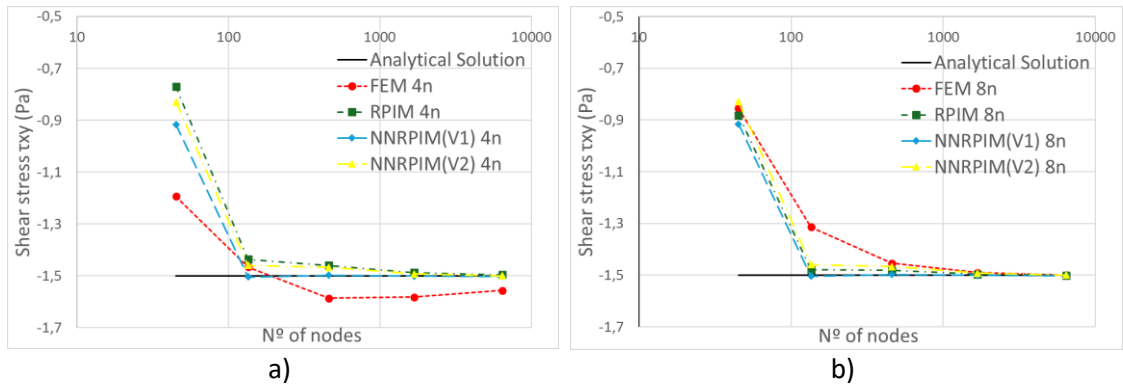 -0,5
10
100
1000
10000
-0,7
-0,9
-1,1
-1,3
-1,5
-1,7
Shear stress τxy (Pa)
Analytical Solution
FEM 4n
RPIM 4n
NNRPIM(V1) 4n
NNRPIM(V2) 4n
Nº of nodes
a)
-0,5
10
100
1000
10000
-0,7
-0,9
-1,1
-1,3
-1,5
-1,7
Shear stress τxy (Pa)
Analytical Solution
FEM 8n
RPIM 8n
NNRPIM(V1) 8n
NNRPIM(V2) 8n
Nº of nodes
b)